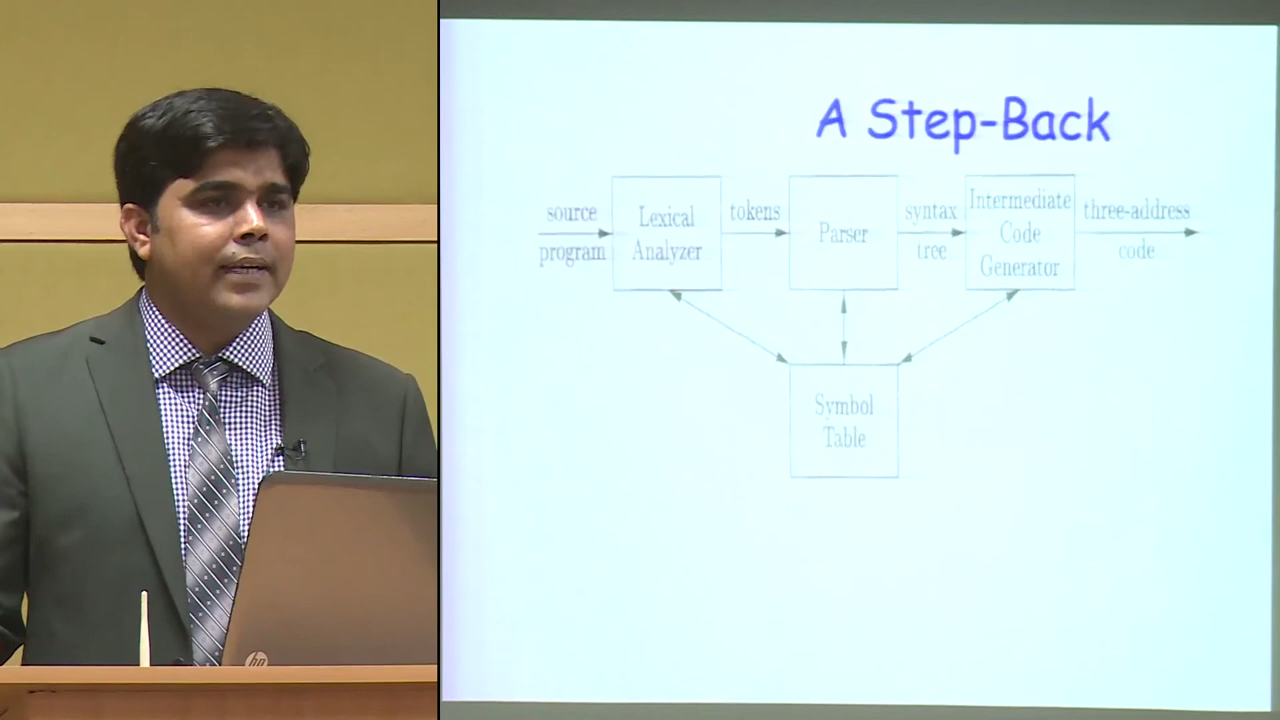 A Step-Back
source
program
Lexical
Analyzer
tokens
Parser
syntax
tree
Intermediate
Code
Generator
three-address
code
Symbol
Table
hp